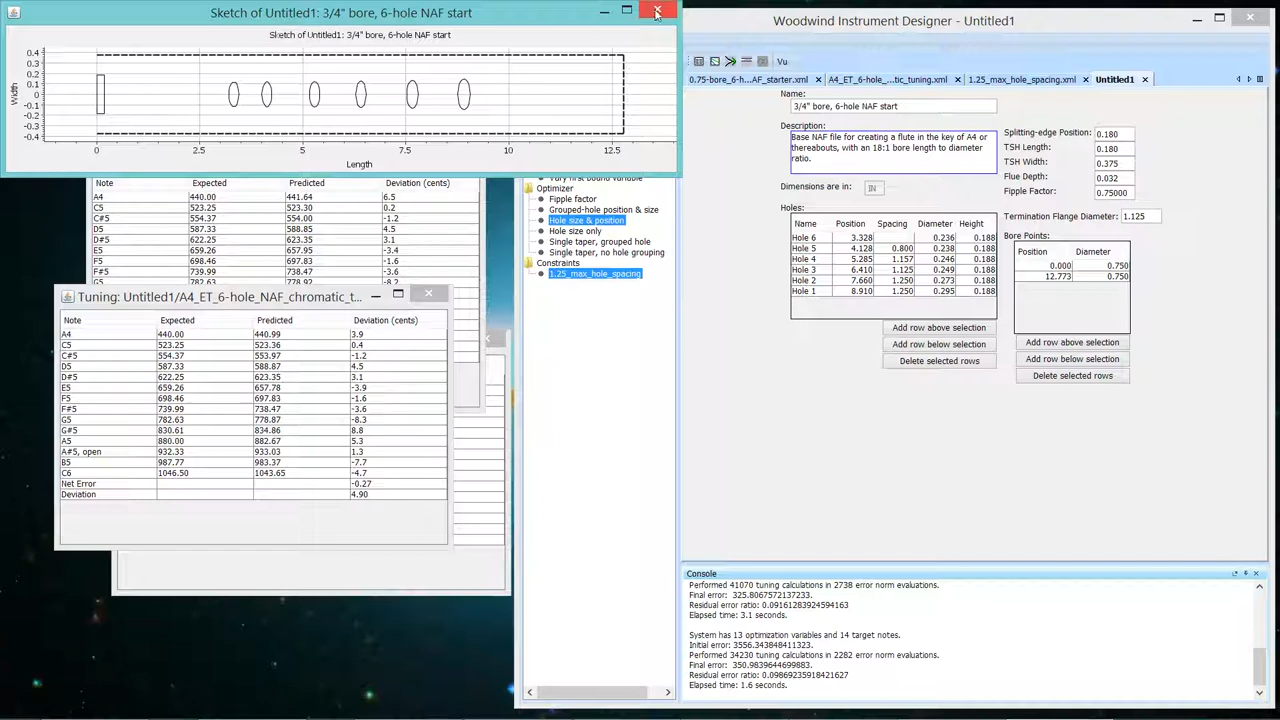 Sketch of Untitled1: 3/4" bore, 6-hole NAF start
Sketch of Untitled1: 3/4" bore, 6-hole NAF start
Width
0.4
0.3
0.2
0.1
0
-0.1
-0.2
-0.3
-0.4
0 2.5 5 7.5 10 12.5
Length
Note Expected Predicted Deviation (cents)
A4 440.00 441.64 6.5
C5 523.25 523.30 0.2
C#5 554.37 554.00 -1.2
D5 587.33 588.85 4.5
D#5 622.25 623.35 3.1
E5 659.26 657.95 -3.4
F5 698.46 697.82 -1.6
F#5 739.99 738.47 -3.6
G5 782.63 778.87 -8.2
Tuning Untitled1/A4_ET_6-hole_NAF_chromatic_t...
Note Expected Predicted Deviation (cents)
A4 440.00 440.99 3.9
C5 523.25 523.36 0.4
C#5 554.37 553.97 -1.2
D5 587.33 588.87 4.5
D#5 622.25 623.35 3.1
E5 659.26 657.78 -3.9
F5 698.46 697.83 -1.6
F#5 739.99 738.47 -3.6
G5 782.63 778.87 -8.3
G#5 830.61 834.86 8.8
A5 880.00 882.67 5.3
A#5, open 932.33 933.03 1.3
B5 987.77 983.37 -7.7
C6 1046.50 1043.65 -4.7
Net Error -0.27
Deviation 4.90
Vary first bound variable
Optimizer
Fipple factor
Grouped-hole position & size
Hole size & position
Hole size only
Single taper, grouped hole
Single taper, no hole grouping
Constraints
1.25_max_hole_spacing
Woodwind Instrument Designer - Untitled1
Vu
0.75-bore_6-h...AF_starter.xml A4_ET_6-hole_...tic_tuning.xml 1.25_max_hole_spacing.xml Untitled1
Name:
3/4" bore, 6-hole NAF start
Description:
Base NAF file for creating a flute in the key of A4 or
thereabouts, with an 18:1 bore length to diameter
ratio.
Dimensions are in: IN
Splitting-edge Position: 0.180
TSH Length: 0.180
TSH Width: 0.375
Flue Depth: 0.032
Fipple Factor: 0.75000
Holes:
Name Position Spacing Diameter Height
Hole 6 3.328 0.236 0.188
Hole 5 4.128 0.800 0.238 0.188
Hole 4 5.285 1.157 0.246 0.188
Hole 3 6.410 1.125 0.249 0.188
Hole 2 7.660 1.250 0.273 0.188
Hole 1 8.910 1.250 0.295 0.188
Add row above selection
Add row below selection
Delete selected rows
Termination Flange Diameter: 1.125
Bore Points:
Position Diameter
0.000 0.750
12.773 0.750
Add row above selection
Add row below selection
Delete selected rows
Console
Performed 41070 tuning calculations in 2738 error norm evaluations.
Final error: 325.8067572137233.
Residual error ratio: 0.09161283924594163
Elapsed time: 3.1 seconds.
System has 13 optimization variables and 14 target notes.
Initial error: 3556.343848411323.
Performed 34230 tuning calculations in 2282 error norm evaluations.
Final error: 350.9839644699883.
Residual error ratio: 0.09869235918421627
Elapsed time: 1.6 seconds.